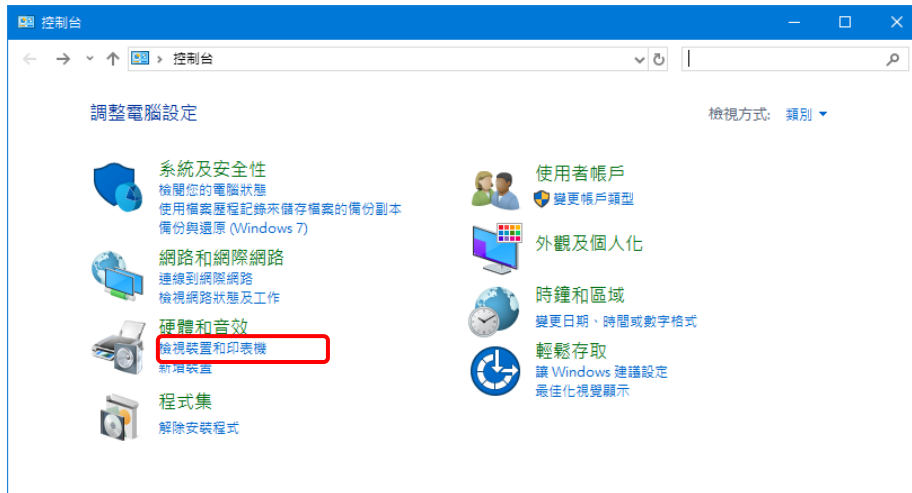 控制台
控制台
調整電腦設定
檢視方式: 類別
系統及安全性
檢閱您的電腦狀態
使用檔案歷程記錄來儲存檔案的備份副本
備份與還原 (Windows 7)
網路和網際網路
連線到網際網路
檢視網路狀態及工作
硬體和音效
檢視裝置和印表機
新增裝置
程式集
解除安裝程式
使用者帳戶
變更帳戶類型
外觀及個人化
時鐘和區域
變更日期、時間或數字格式
輕鬆存取
讓 Windows 建議設定
最佳化視覺顯示